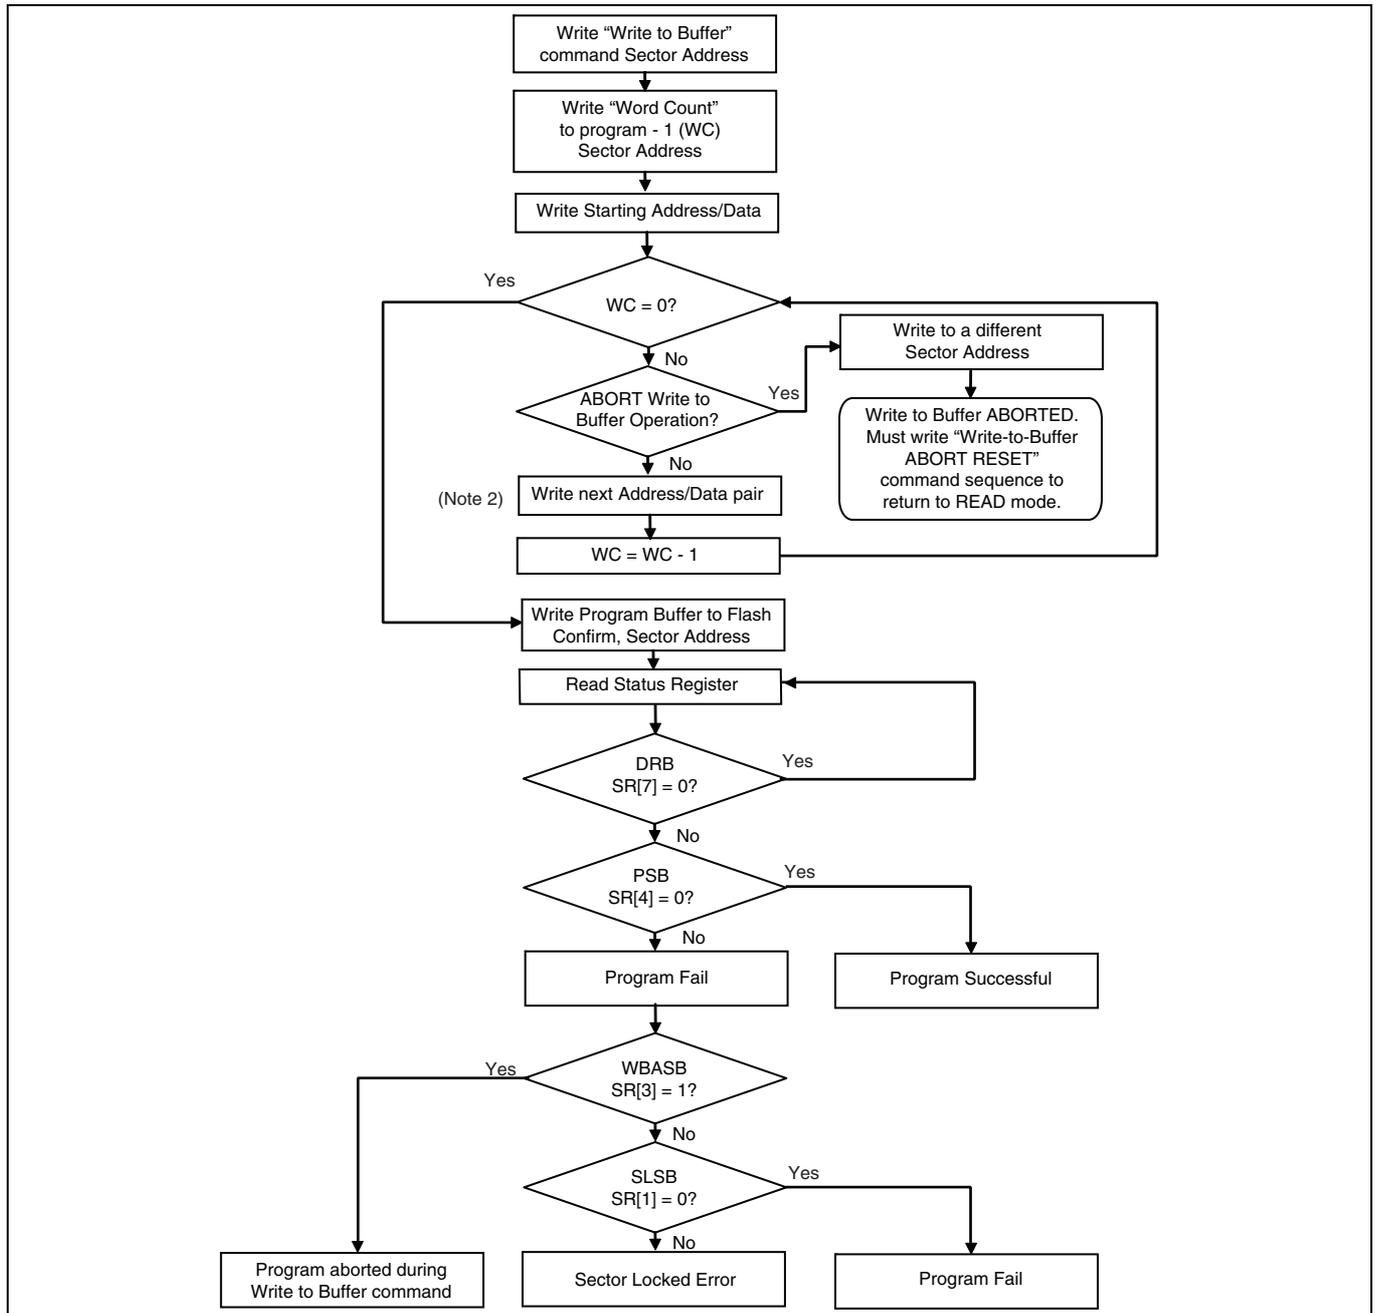 Write “Write to Buffer”
command Sector Address
Write “Word Count”
to program - 1 (WC)
Sector Address
Write Starting Address/Data
Yes
WC = 0?
No
Write to a different
Sector Address
ABORT Write to
Buffer Operation?
Yes
No
Write to Buffer ABORTED.
Must write “Write-to-Buffer
ABORT RESET”
command sequence to
return to READ mode.
(Note 2)
Write next Address/Data pair
WC = WC - 1
Write Program Buffer to Flash
Confirm, Sector Address
Read Status Register
DRB
SR[7] = 0?
Yes
No
PSB
SR[4] = 0?
Yes
No
Program Fail
Program Successful
Yes
WBASB
SR[3] = 1?
No
SLSB
SR[1] = 0?
Yes
No
Program aborted during
Write to Buffer command
Sector Locked Error
Program Fail